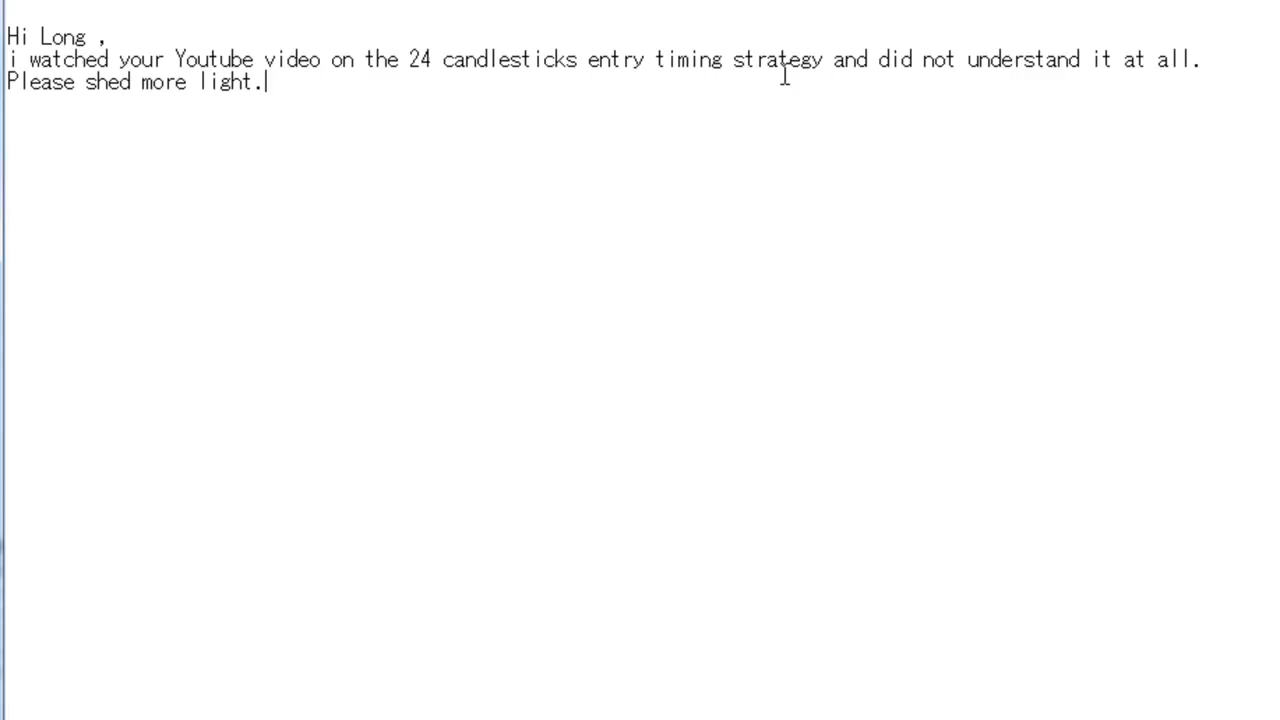 Hi Long ,
i watched your Youtube video on the 24 candlesticks entry timing strategy and did not understand it at all.
Please shed more light.